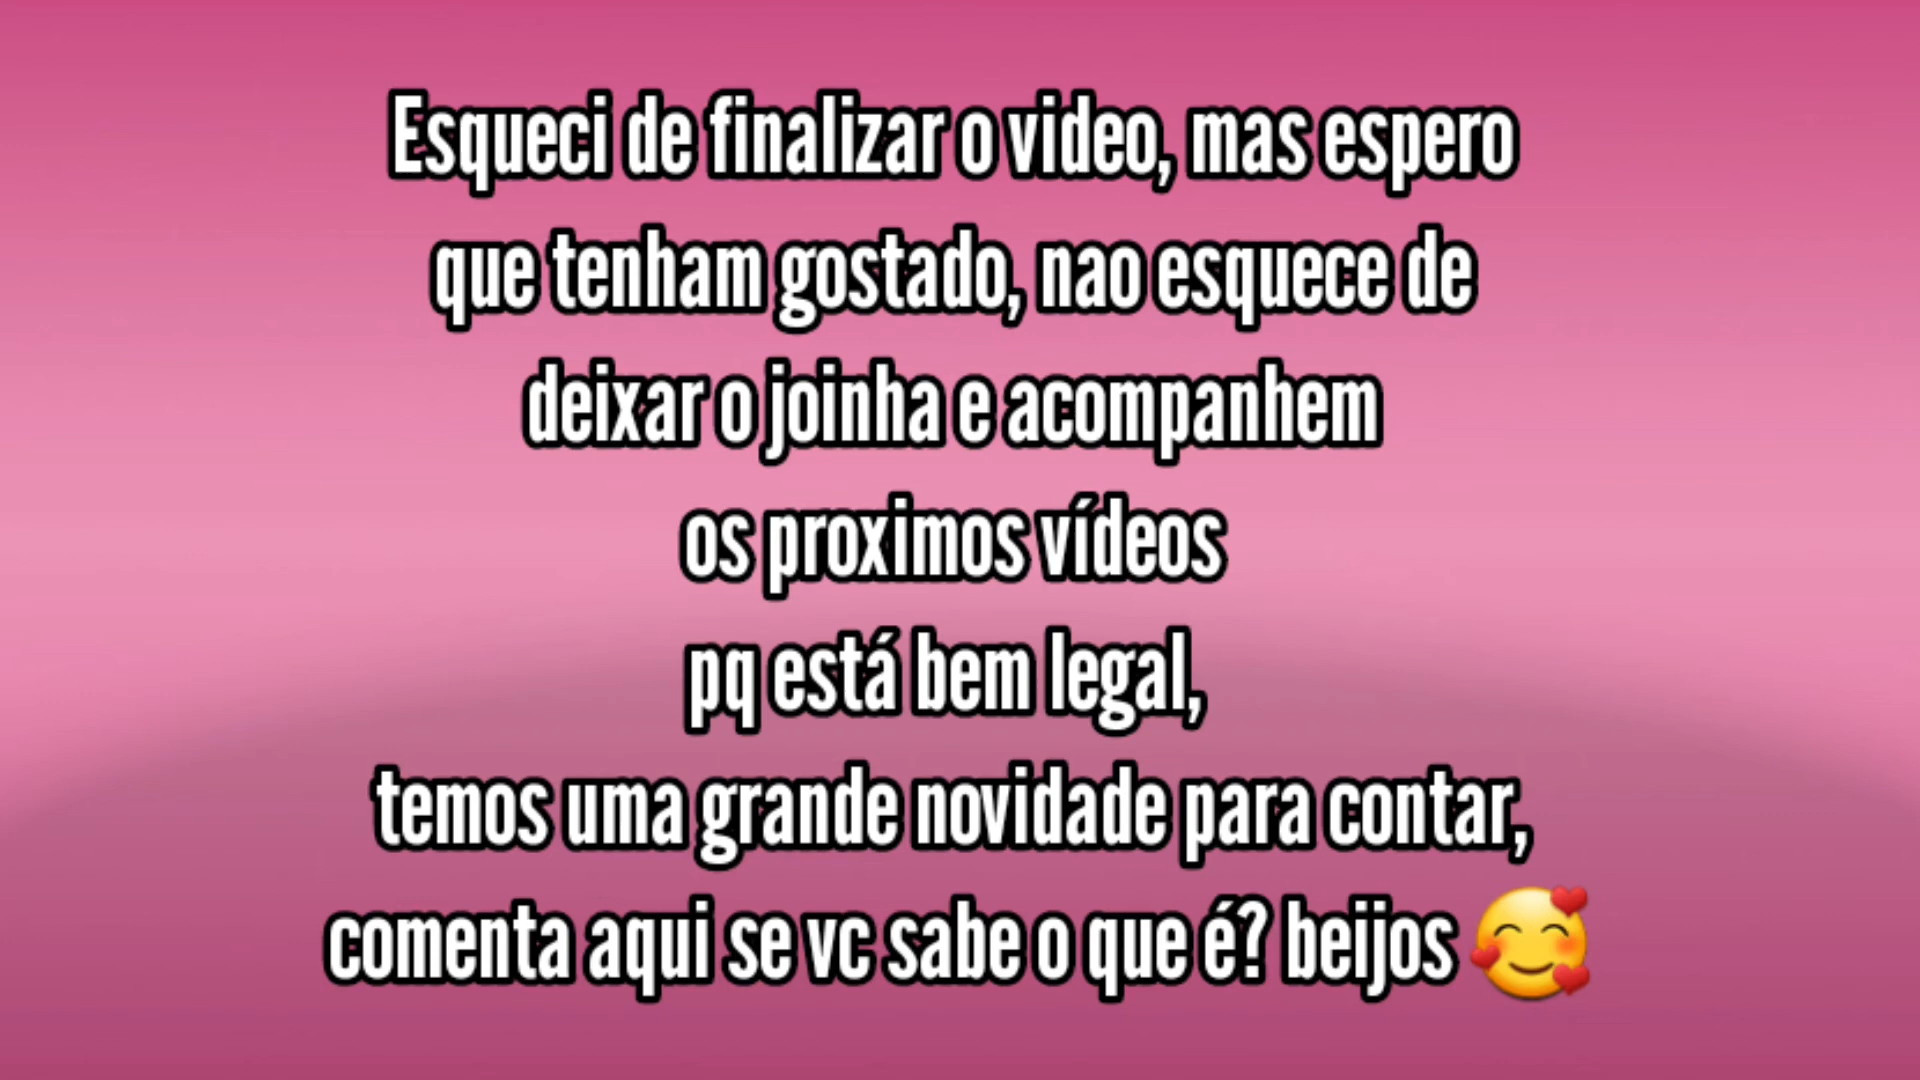 Esqueci de finalizar o video, mas espero
que tenham gostado, nao esquece de
deixar o joinha e acompanhem
os proximos vídeos
pq está bem legal,
temos uma grande novidade para contar,
comenta aqui se vc sabe o que é? beijos 🥰